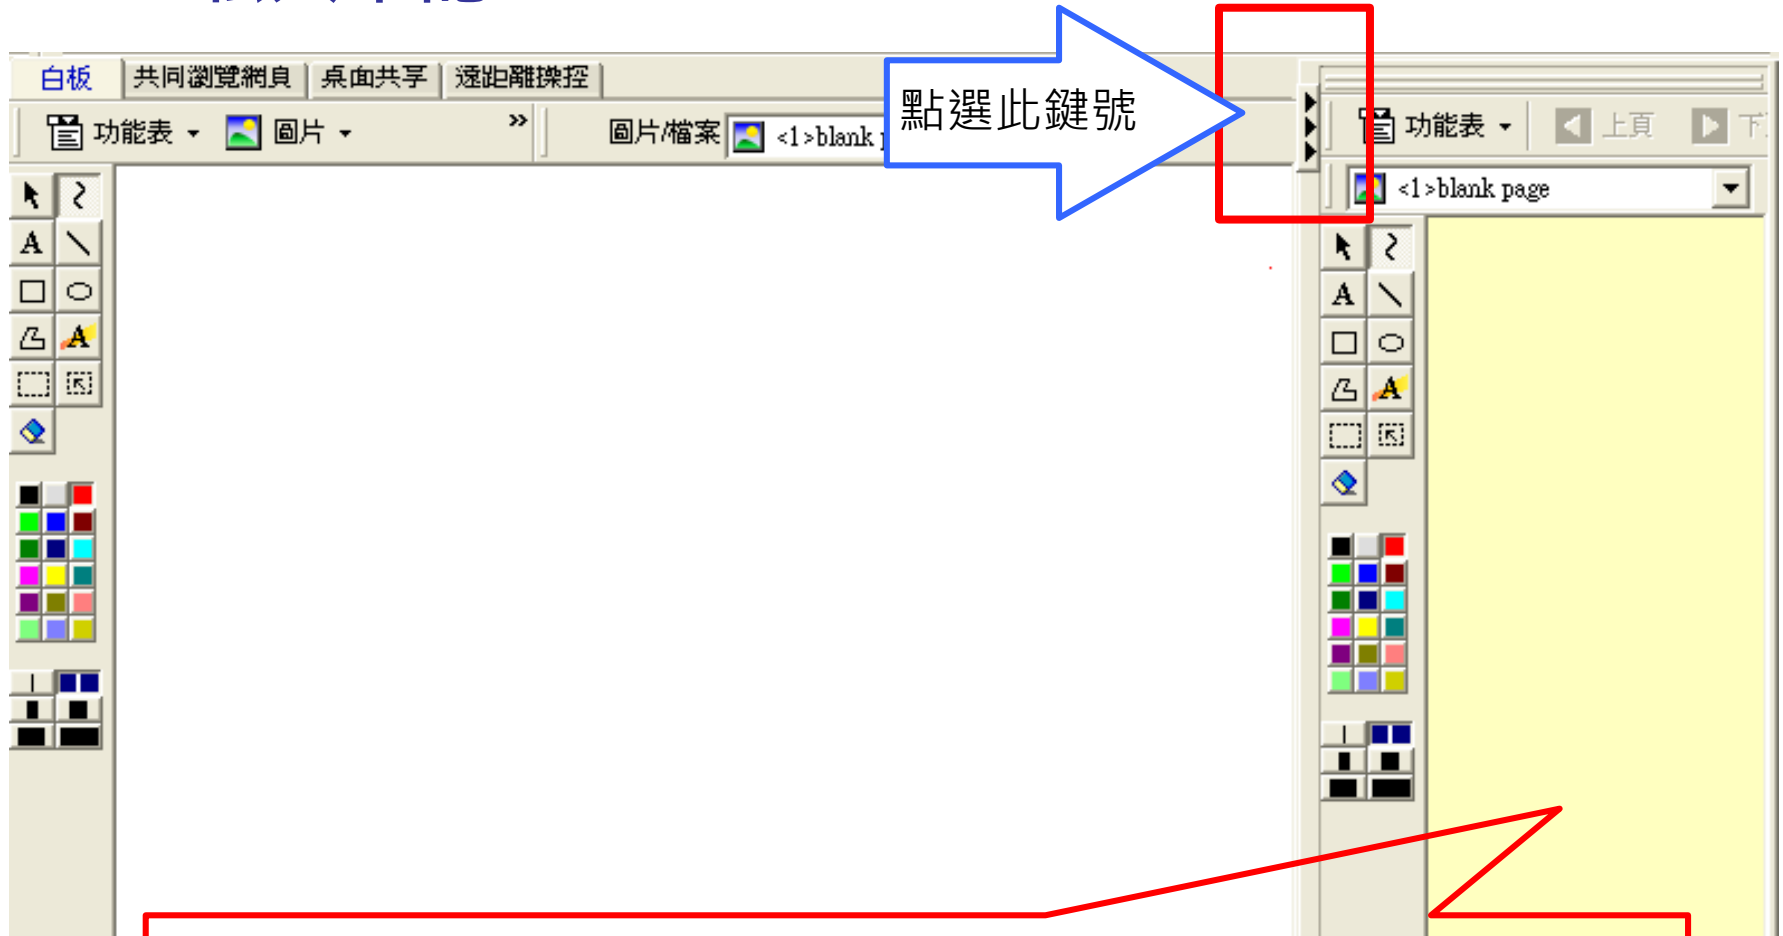 白板 共同瀏覽網頁 桌面共享 遠距離操控
功能表 圖片 » 圖片/檔案 <1>blank
點選此鍵號
功能表 上頁 下
<1>blank page